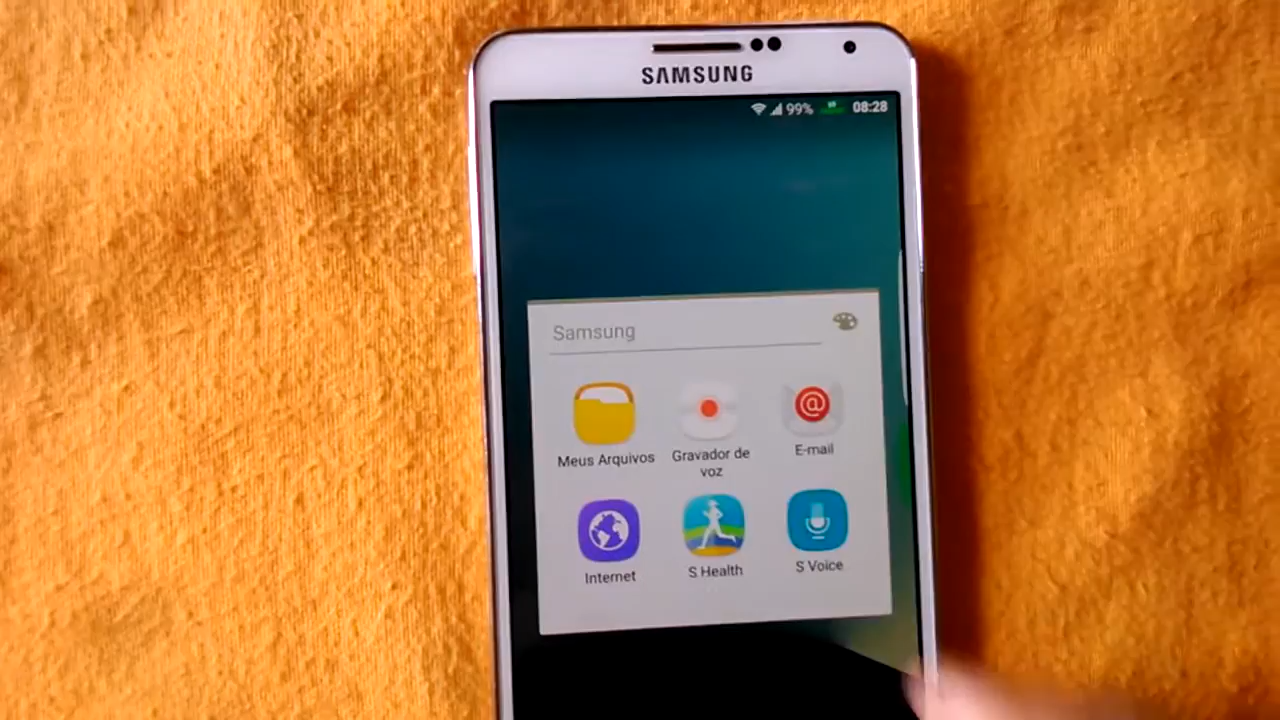 SAMSUNG
99% 08:28
Samsung
Meus Arquivos
Gravador de
voz
@
E-mail
Internet
S Health
S Voice